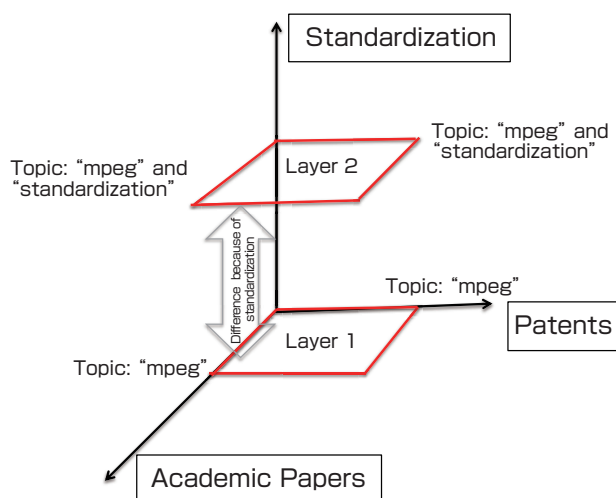 Standardization
Topic: “mpeg” and
“standardization”
Topic: “mpeg” and
“standardization”
Layer 2
Difference because of
standardization
Topic: “mpeg”
Patents
Layer 1
Topic: “mpeg”
Academic Papers